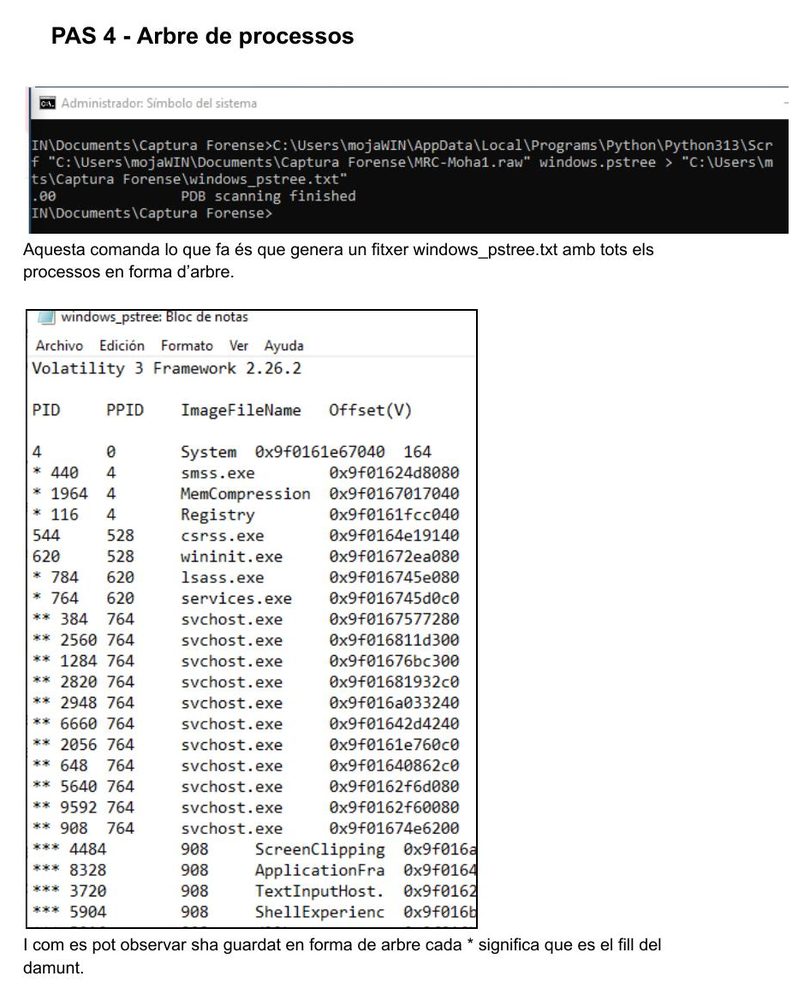 PAS 4 - Arbre de processos
Administrador: Símbolo del sistema
IN\Documents\Captura Forense>C:\Users\mojaWIN\AppData\Local\Programs\Python\Python313\Scr
f "C:\Users\mojaWIN\Documents\Captura Forense\MRC-Moha1.raw" windows.pstree > "C:\Users\m
ts\Captura Forense\windows_pstree.txt"
.00 PDB scanning finished
IN\Documents\Captura Forense>
Aquesta comanda lo que fa és que genera un fitxer windows_pstree.txt amb tots els
processos en forma d’arbre.
windows_pstree: Bloc de notas
Archivo Edición Formato Ver Ayuda
Volatility 3 Framework 2.26.2
PID PPID ImageFileName Offset(V)
4 0 System 0x9f0161e67040 164
* 440 4 smss.exe 0x9f01624d8080
* 1964 4 MemCompression 0x9f0167017040
* 116 4 Registry 0x9f0161fcc040
544 528 csrss.exe 0x9f0164e19140
620 528 wininit.exe 0x9f01672ea080
* 784 620 lsass.exe 0x9f016745e080
* 764 620 services.exe 0x9f016745d0c0
** 384 764 svchost.exe 0x9f0167577280
** 2560 764 svchost.exe 0x9f016811d300
** 1284 764 svchost.exe 0x9f01676bc300
** 2820 764 svchost.exe 0x9f01681932c0
** 2948 764 svchost.exe 0x9f016a033240
** 6660 764 svchost.exe 0x9f01642d4240
** 2056 764 svchost.exe 0x9f0161e760c0
** 648 764 svchost.exe 0x9f01640862c0
** 5640 764 svchost.exe 0x9f0162f6d080
** 9592 764 svchost.exe 0x9f0162f60080
** 908 764 svchost.exe 0x9f01674e6200
*** 4484 908 ScreenClipping 0x9f016a
*** 8328 908 ApplicationFra 0x9f0164
*** 3720 908 TextInputHost. 0x9f0162
*** 5904 908 ShellExperienc 0x9f016b
I com es pot observar sha guardat en forma de arbre cada * significa que es el fill del
damunt.